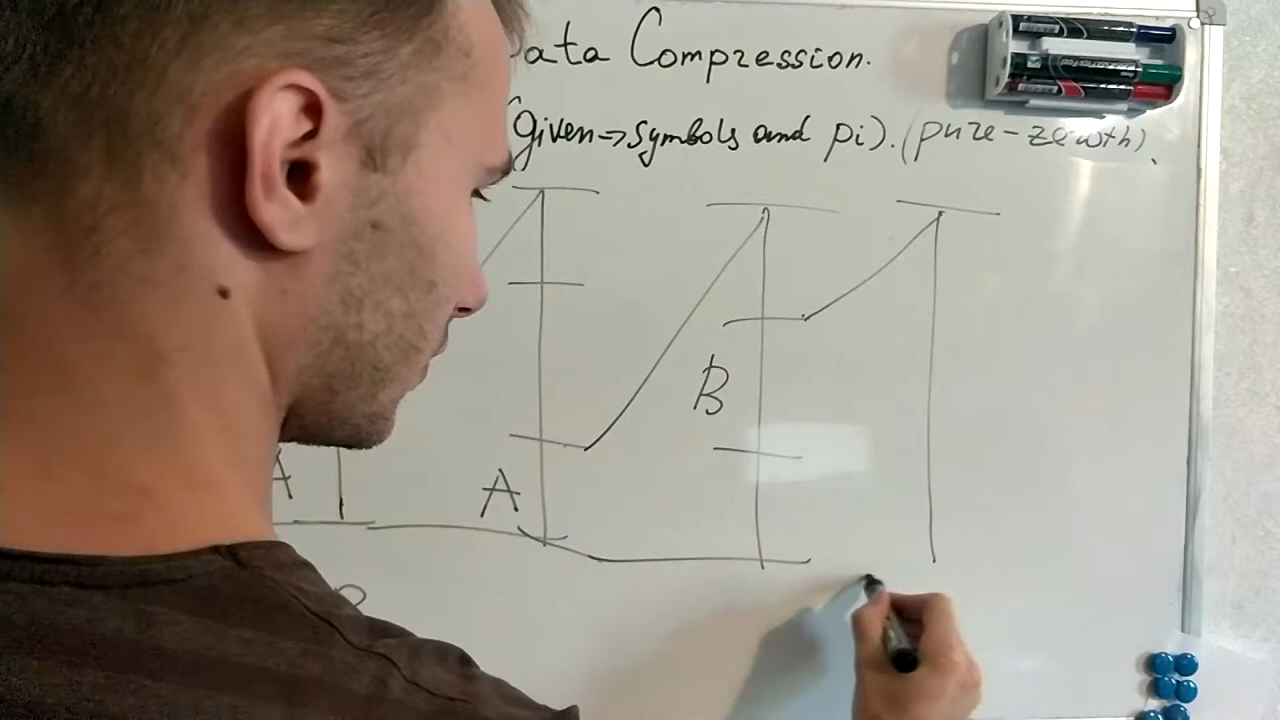 ata Compression.
(given=>symbols and pi). (pure-zeroth).
B
A
A